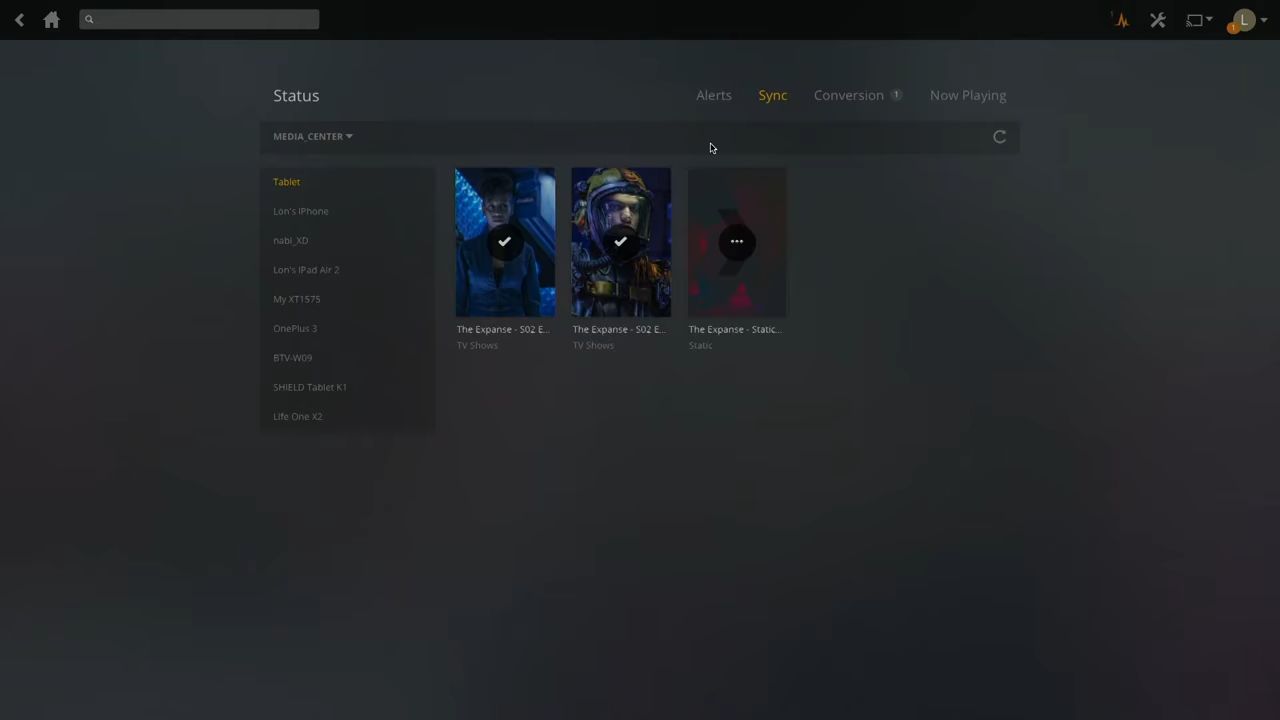 1
L
1
Status
Alerts
Sync
Conversion 1
Now Playing
MEDIA_CENTER
Tablet
Lon's iPhone
nabi_XD
Lon's iPad Air 2
My XT1575
OnePlus 3
BTV-W09
SHIELD Tablet K1
Life One X2
The Expanse - S02 E...
TV Shows
The Expanse - S02 E...
TV Shows
The Expanse - Static...
Static